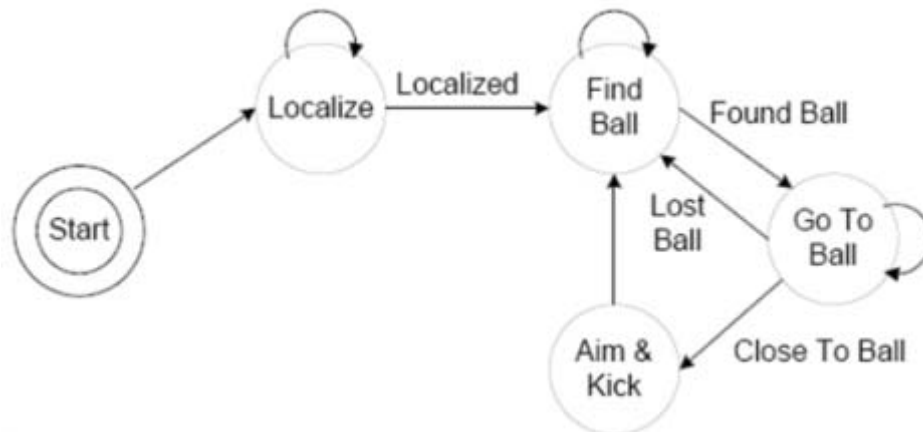 Localize
Localized
Find
Ball
Found Ball
Start
Lost
Ball
Go To
Ball
Aim &
Kick
Close To Ball